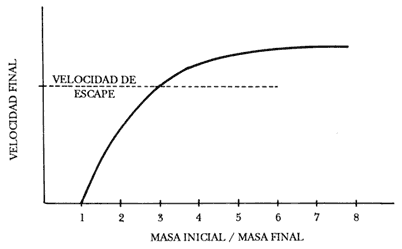 VELOCIDAD FINAL
VELOCIDAD DE
ESCAPE
1 2 3 4 5 6 7 8
MASA INICIAL / MASA FINAL